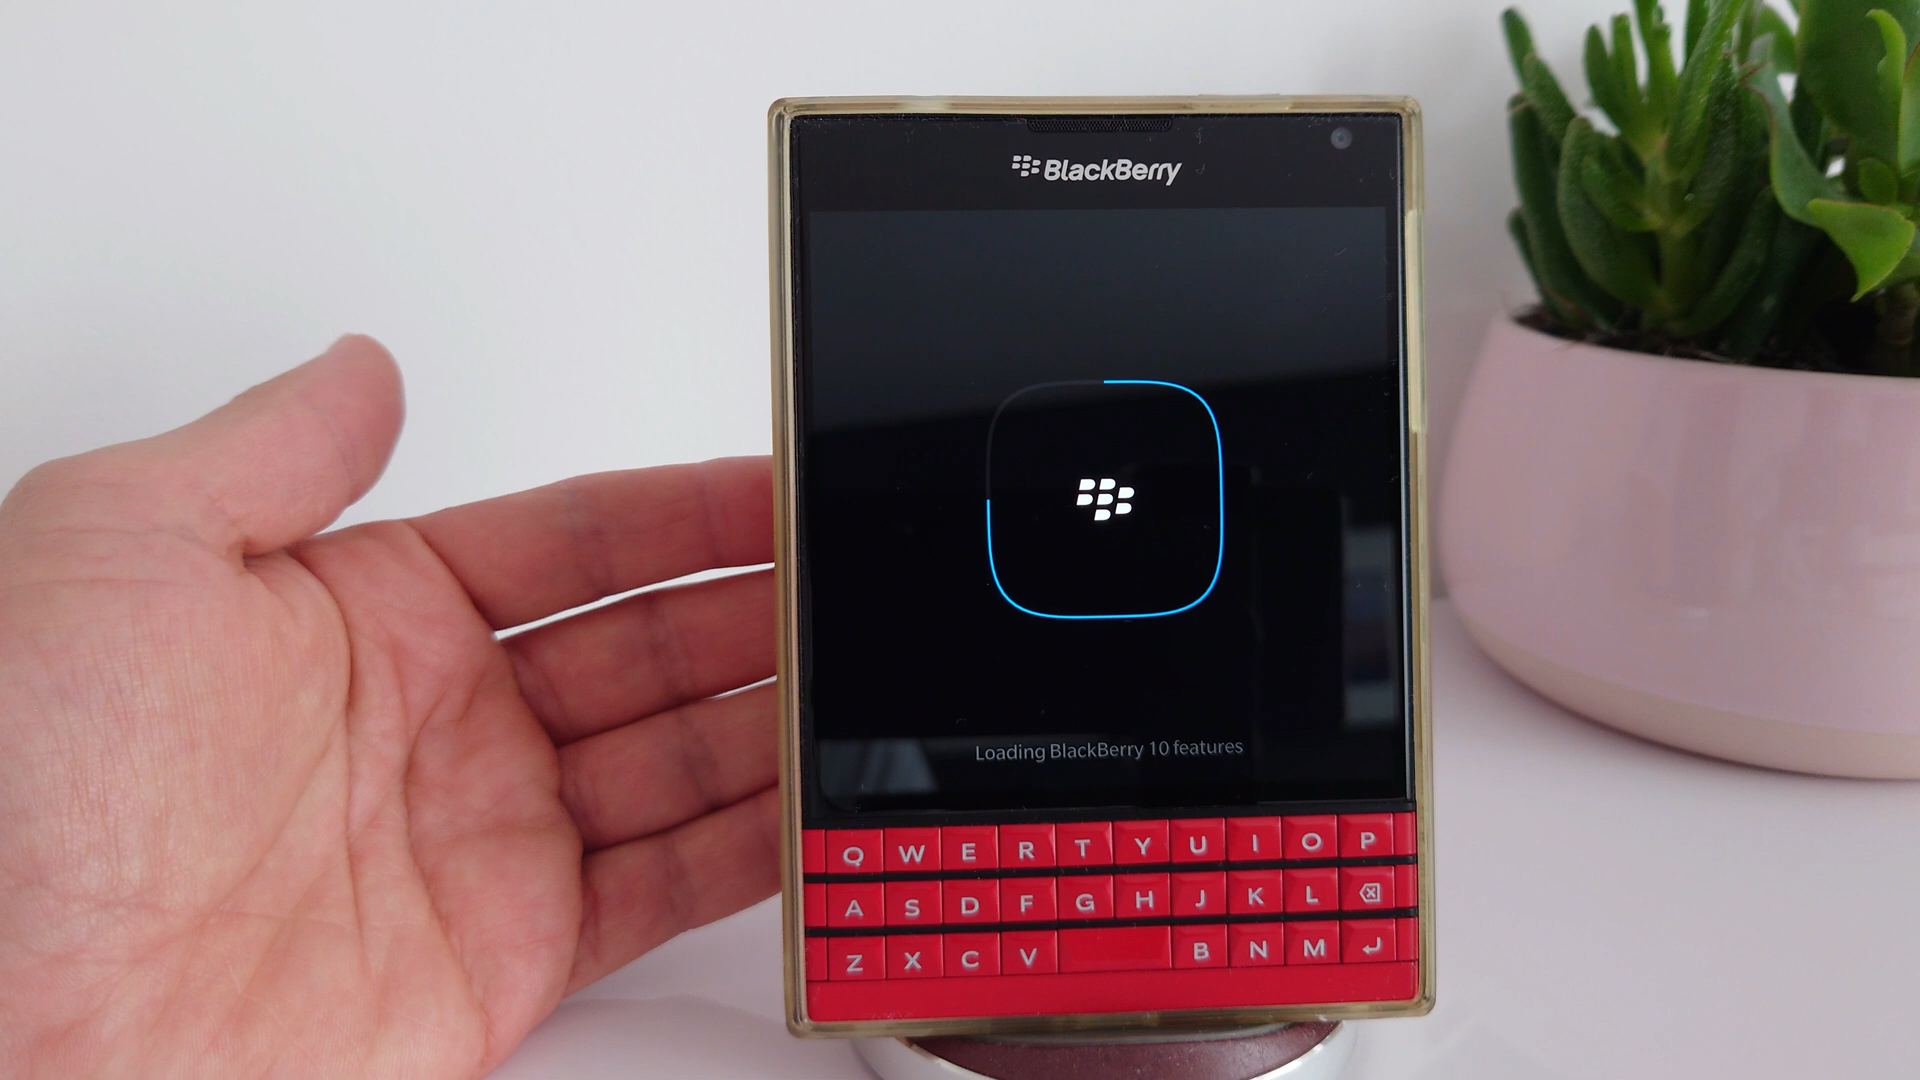 BlackBerry
Loading BlackBerry 10 features
Q W E R T Y U I O P
A S D F G H J K L
Z X C V B N M